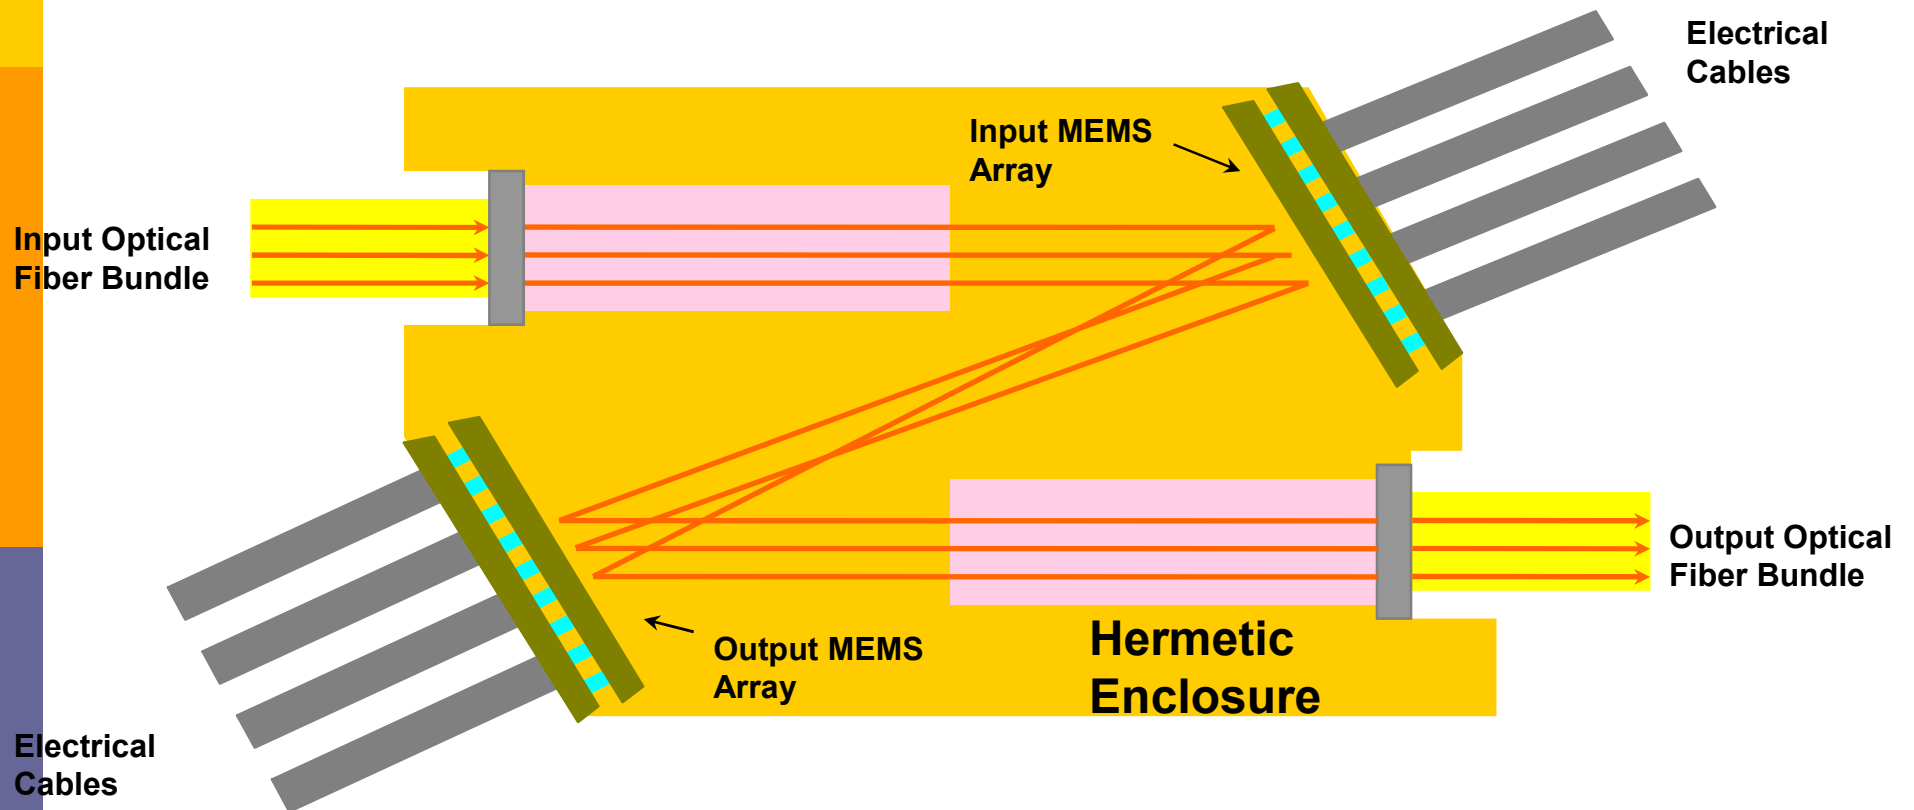 Electrical
Cables
Input MEMS
Array
Input Optical
Fiber Bundle
Output Optical
Fiber Bundle
Hermetic
Enclosure
Output MEMS
Array
Electrical
Cables